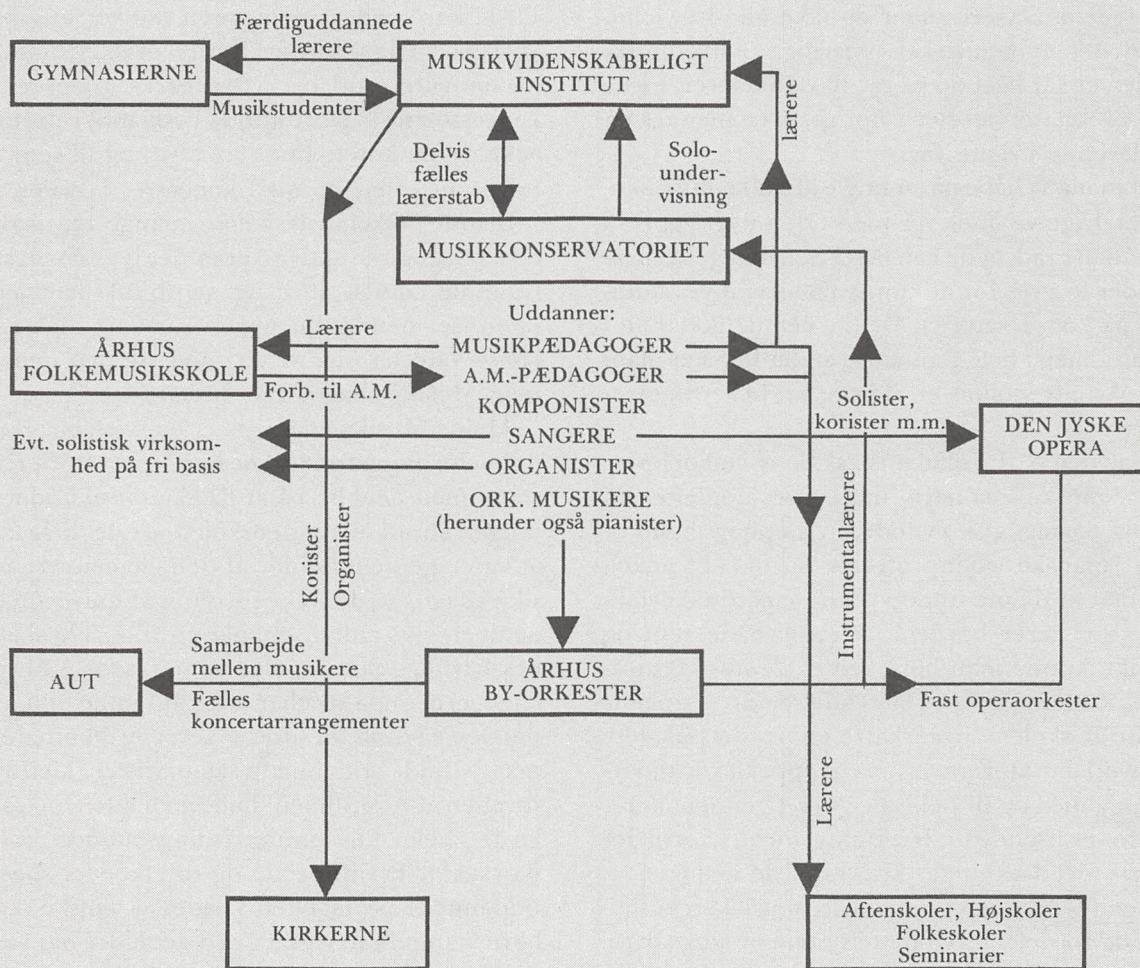 Færdiguddannede
lærere
GYMNASIERNE
Musikstudenter
MUSIKVIDENSKABELIGT
INSTITUT
lærere
Delvis
fælles
lærerstab
Solo-
under-
visning
MUSIKKONSERVATORIET
Uddanner:
Lærere
MUSIKPÆDAGOGER
ÅRHUS
FOLKEMUSIKSKOLE
A.M.-PÆDAGOGER
Forb. til A.M.
KOMPONISTER
Solister,
korister m.m.
DEN JYSKE
OPERA
Evt. solistisk virksom-
hed på fri basis
SANGERE
ORGANISTER
ORK. MUSIKERE
(herunder også pianister)
Korister
Organister
Instrumentallærere
Samarbejde
mellem musikere
AUT
Fælles
koncertarrangementer
ÅRHUS
BY-ORKESTER
Fast operaorkester
Lærere
KIRKERNE
Aftenskoler, Højskoler
Folkeskoler
Seminarier